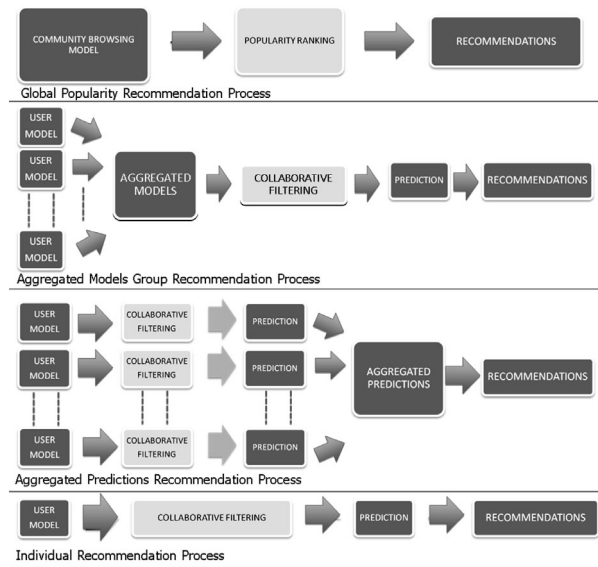 COMMUNITY BROWSING
MODEL
POPULARITY RANKING
RECOMMENDATIONS
Global Popularity Recommendation Process
USER
MODEL
USER
MODEL
USER
MODEL
AGGREGATED
MODELS
COLLABORATIVE
FILTERING
PREDICTION
RECOMMENDATIONS
Aggregated Models Group Recommendation Process
USER
MODEL
COLLABORATIVE
FILTERING
PREDICTION
USER
MODEL
COLLABORATIVE
FILTERING
PREDICTION
USER
MODEL
COLLABORATIVE
FILTERING
PREDICTION
AGGREGATED
PREDICTIONS
RECOMMENDATIONS
Aggregated Predictions Recommendation Process
USER
MODEL
COLLABORATIVE FILTERING
PREDICTION
RECOMMENDATIONS
Individual Recommendation Process